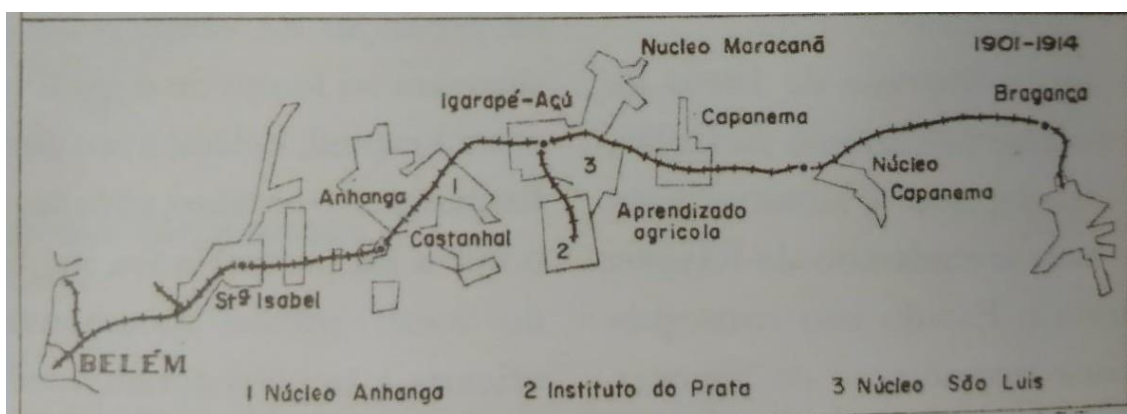 Nucleo Maracanã
1901-1914
Igarapé-Açú
Capanema
Bragança
3
Anhanga
1
Núcleo
Capanema
Castanhal
Aprendizado
agricola
2
Stª Isabel
BELÉM
1 Núcleo Anhanga
2 Instituto do Prata
3 Núcleo São Luis